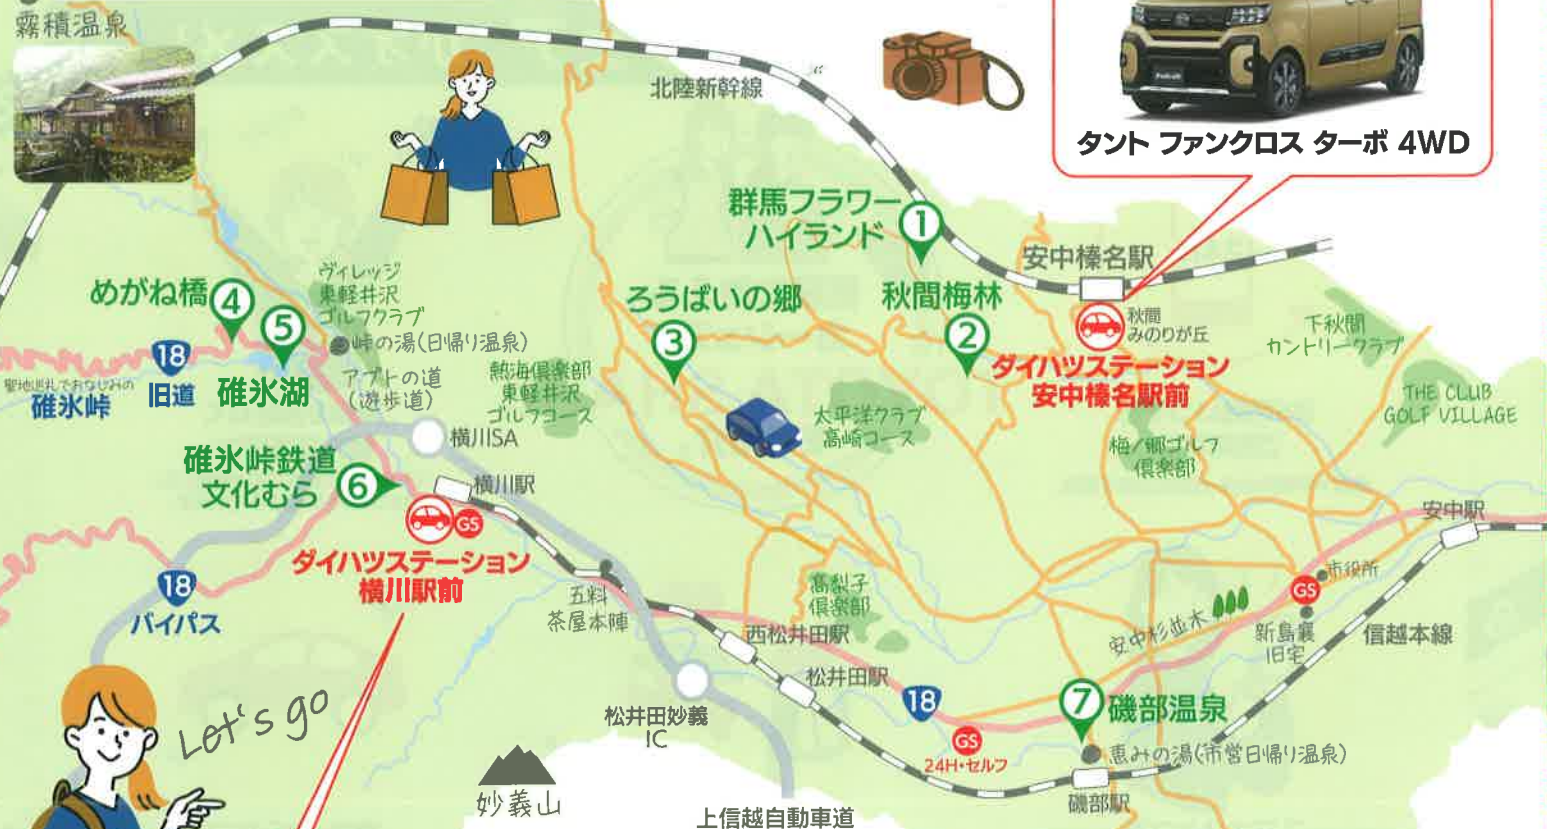 霧積温泉
北陸新幹線
タント ファンクロス ターボ 4WD
群馬フラワー
ハイランド
1
安中榛名駅
ヴィレッジ
東軽井沢
ゴルフクラブ
めがね橋
4
5
峠の湯(日帰り温泉)
18
旧道
聖地巡礼でおなじみの
碓氷峠
碓氷湖
アプトの道
(遊歩道)
熱海倶楽部
東軽井沢
ゴルフコース
ろうばいの郷
3
秋間梅林
2
秋間
みのりが丘
ダイハツステーション
安中榛名駅前
下秋間
カントリークラブ
THE CLUB
GOLF VILLAGE
太平洋クラブ
高崎コース
梅ノ郷ゴルフ
倶楽部
横川SA
碓氷峠鉄道
文化むら
6
横川駅
GS
ダイハツステーション
横川駅前
18
バイパス
五料
茶屋本陣
高梨子
倶楽部
西松井田駅
松井田駅
安中駅
市役所
GS
安中杉並木
新島襄
旧宅
信越本線
18
7
磯部温泉
GS
24H・セルフ
恵みの湯(市営日帰り温泉)
磯部駅
松井田妙義
IC
Let's go
妙義山
上信越自動車道